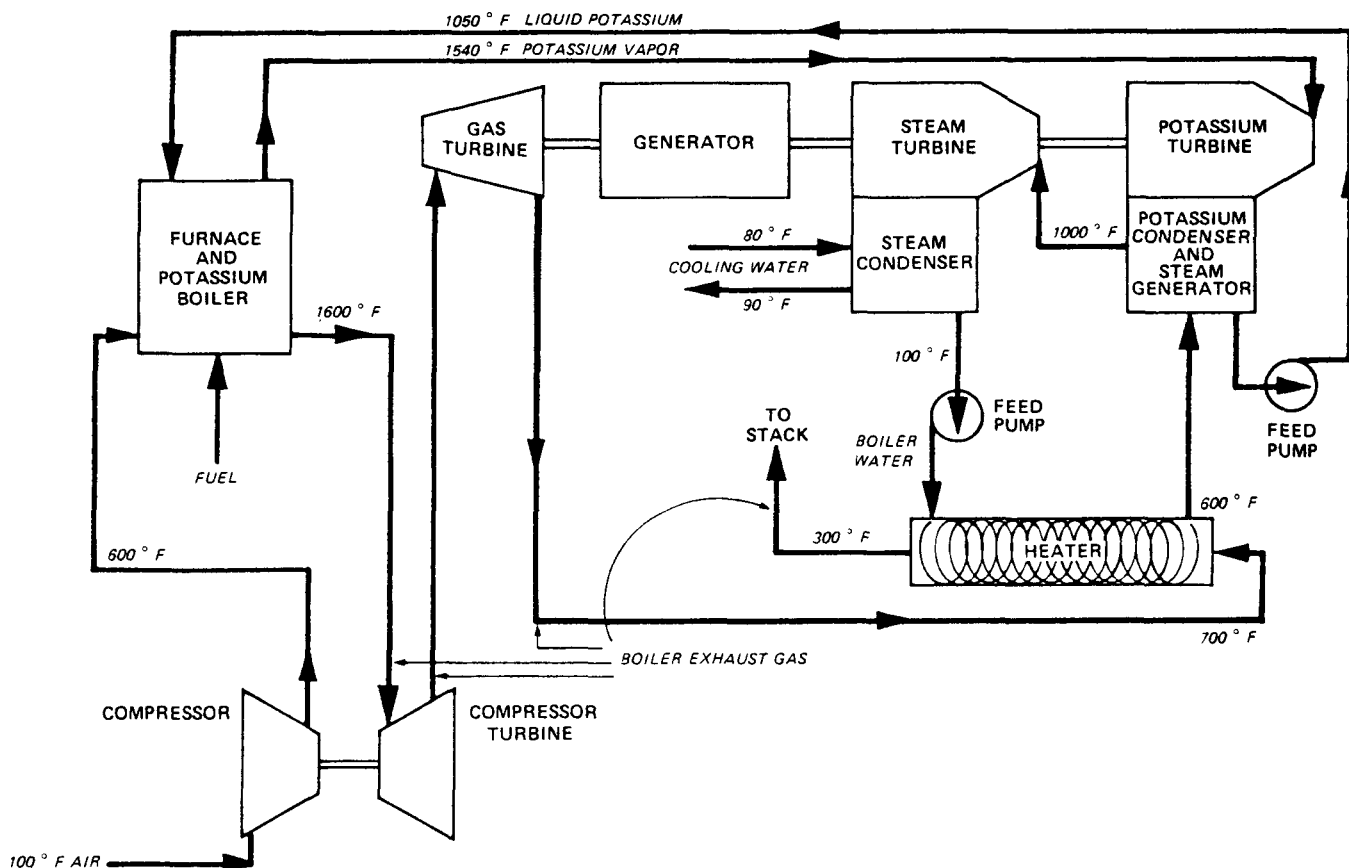 1050° F LIQUID POTASSIUM
1540° F POTASSIUM VAPOR
GAS
TURBINE
GENERATOR
STEAM
TURBINE
POTASSIUM
TURBINE
FURNACE
AND
POTASSIUM
BOILER
80° F
COOLING WATER
90° F
STEAM
CONDENSER
1000° F
POTASSIUM
CONDENSER
AND
STEAM
GENERATOR
1600° F
100° F
FEED
PUMP
FEED
PUMP
TO
STACK
BOILER
WATER
FUEL
600° F
300° F
HEATER
600° F
700° F
BOILER EXHAUST GAS
COMPRESSOR
COMPRESSOR
TURBINE
100° F AIR